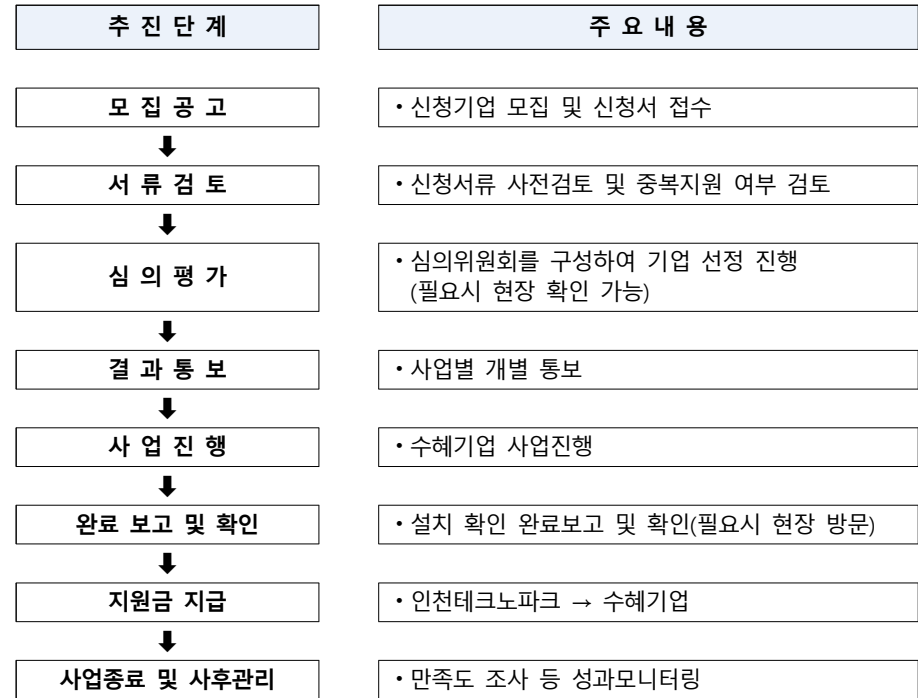 추 진 단 계
주 요 내 용
모 집 공 고
• 신청기업 모집 및 신청서 접수
서 류 검 토
• 신청서류 사전검토 및 중복지원 여부 검토
심 의 평 가
• 심의위원회를 구성하여 기업 선정 진행
(필요시 현장 확인 가능)
결 과 통 보
• 사업별 개별 통보
사 업 진 행
• 수혜기업 사업진행
완료 보고 및 확인
• 설치 확인 완료보고 및 확인(필요시 현장 방문)
지원금 지급
• 인천테크노파크 → 수혜기업
사업종료 및 사후관리
• 만족도 조사 등 성과모니터링